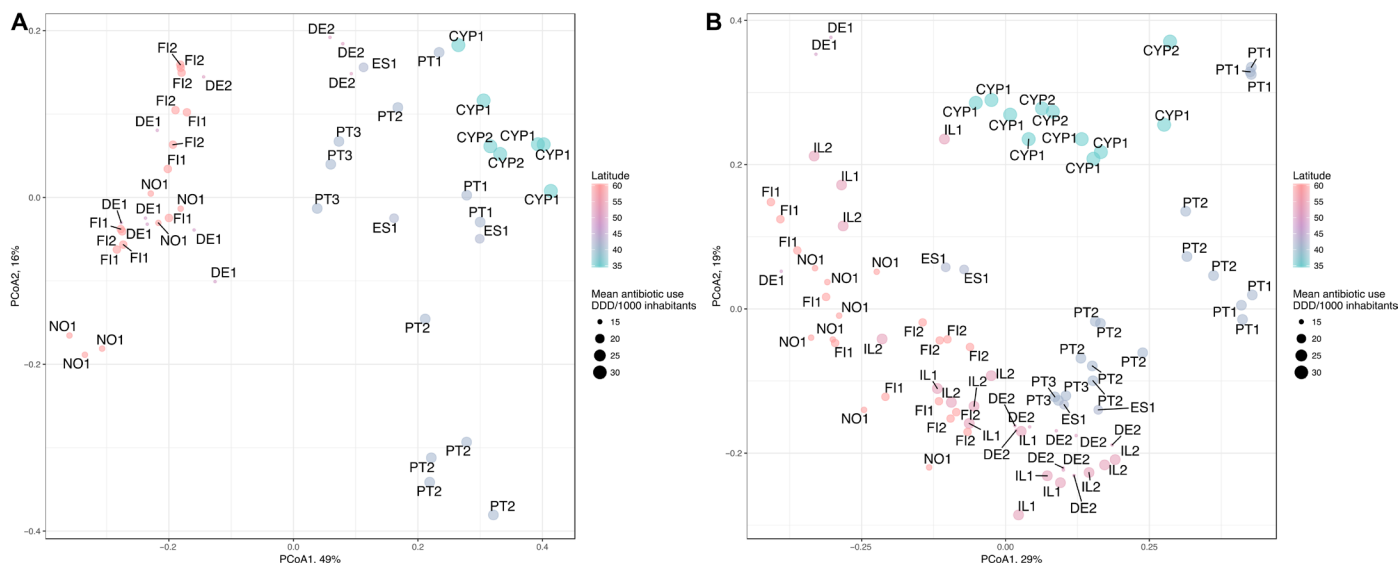 A
0.2
0.0
−0.2
−0.4
PCoA2, 16%
−0.2
0.0
0.2
0.4
PCoA1, 49%
FI2
FI2
DE2
FI2
FI1
DE1
FI2
FI1
NO1
NO1
DE1
DE1
FI1
FI1
DE1
NO1
DE1
FI2
FI1
DE1
NO1
NO1
NO1
DE2
DE2
DE2
ES1
PT1
CYP1
PT2
CYP1
PT3
PT3
CYP2
CYP1
CYP1
CYP2
PT3
ES1
PT1
CYP1
PT1
ES1
PT2
PT2
PT2
PT2
PT2
Latitude
60
55
50
45
40
35
Mean antibiotic use
DDD/1000 inhabitants
15
20
25
30
B
0.4
0.2
0.0
−0.2
PCoA2, 19%
−0.25
0.00
0.25
PCoA1, 29%
DE1
DE1
CYP2
PT1
PT1
PT1
CYP1
CYP1
CYP2
CYP1
CYP2
CYP1
CYP1
CYP1
CYP1
IL1
IL2
IL1
FI1
FI1
IL2
FI1
NO1
NO1
DE1
NO1
FI1
NO1
FI1
ES1
ES1
PT2
PT2
PT2
PT1
PT1
FI2
FI2
FI2
FI2
IL2
PT2
PT2
PT2
PT2
PT2
IL1
IL2
IL2
IL2
PT3
PT3
ES1
ES1
FI1
NO1
FI1
FI2
FI2
IL1
DE2
DE2
IL1
DE2
DE2
DE2
DE2
NO1
DE2
DE2
DE2
IL2
IL2
IL2
IL1
IL1
IL1
Latitude
60
55
50
45
40
35
Mean antibiotic use
DDD/1000 inhabitants
15
20
25
30